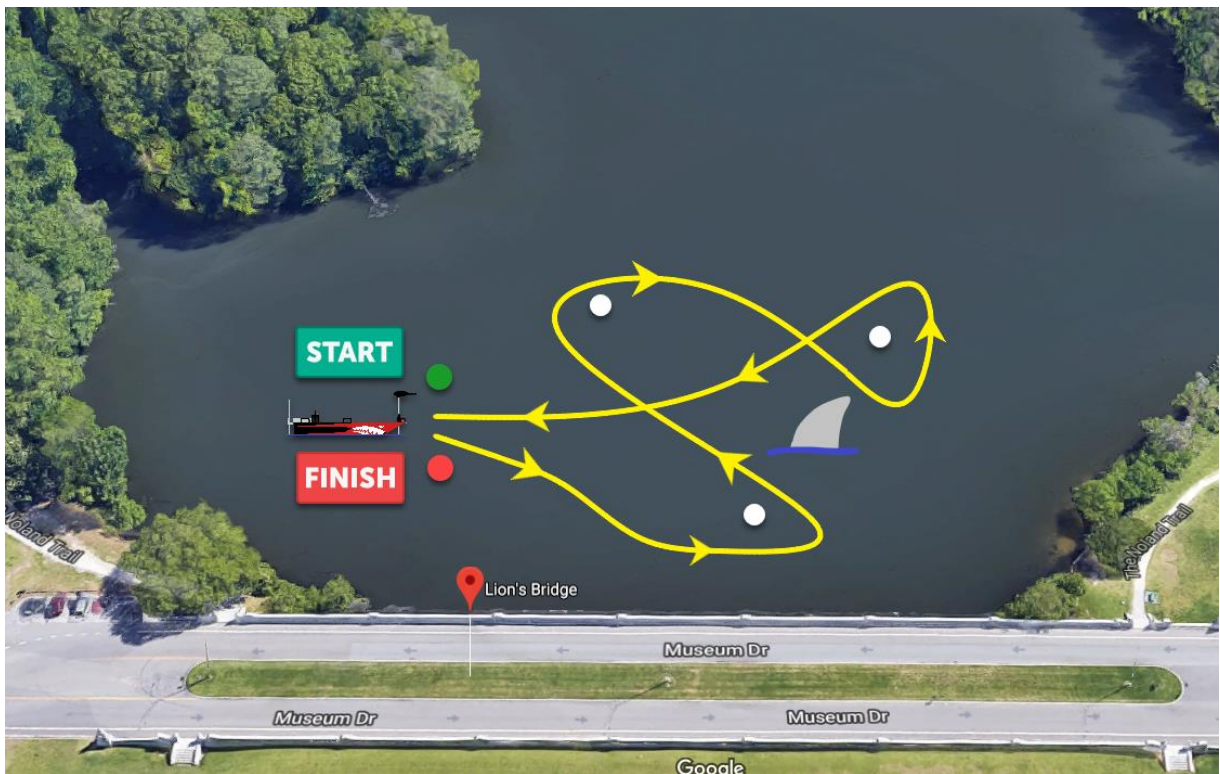 START
FINISH
Noland Trail
The Noland Trail
Lion's Bridge
Museum Dr
Museum Dr
Museum Dr
Google